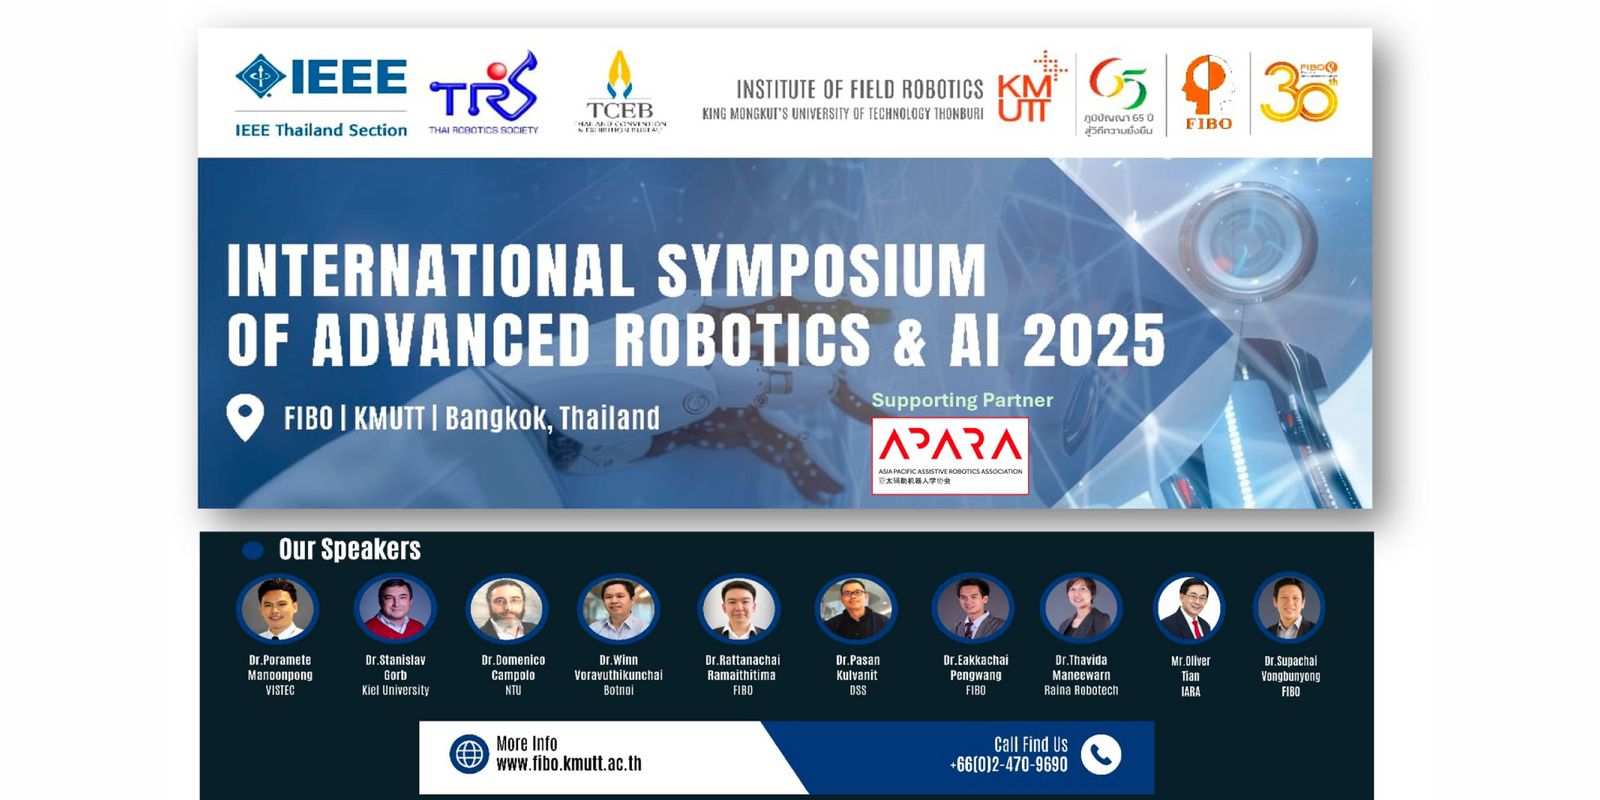 IEEE
IEEE Thailand Section
TRS
THAI ROBOTICS SOCIETY
TCEB
THAILAND CONVENTION
& EXHIBITION BUREAU
INSTITUTE OF FIELD ROBOTICS
KING MONGKUT'S UNIVERSITY OF TECHNOLOGY THONBURI
KM
UTT
65
ภูมิปัญญา 65 ปี
สู่วิถีความยั่งยืน
FIBO
FIBO
30th
INTERNATIONAL SYMPOSIUM
OF ADVANCED ROBOTICS & AI 2025
FIBO | KMUTT | Bangkok, Thailand
Supporting Partner
APARA
ASIA PACIFIC ASSISTIVE ROBOTICS ASSOCIATION
亚太辅助机器人学协会
Our Speakers
Dr.Poramete
Manoonpong
VISTEC
Dr.Stanislav
Gorb
Kiel University
Dr.Domenico
Campolo
NTU
Dr.Winn
Voravuthikunchai
Botnoi
Dr.Rattanachai
Ramaithitima
FIBO
Dr.Pasan
Kulvanit
DSS
Dr.Eakkachai
Pengwang
FIBO
Dr.Thavida
Maneewarn
Raina Robotech
Mr.Oliver
Tian
IARA
Dr.Supachai
Vongbunyong
FIBO
More Info
www.fibo.kmutt.ac.th
Call Find Us
+66(0)2-470-9690